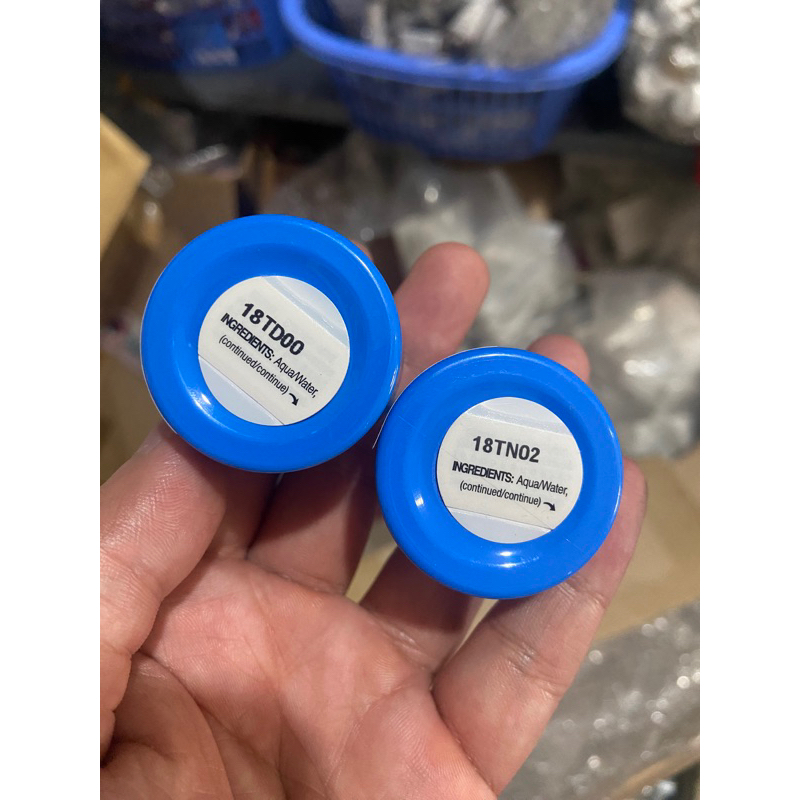 18TD00
INGREDIENTS: Aqua/Water,
(continued/continue)
18TN02
INGREDIENTS: Aqua/Water,
(continued/continue)